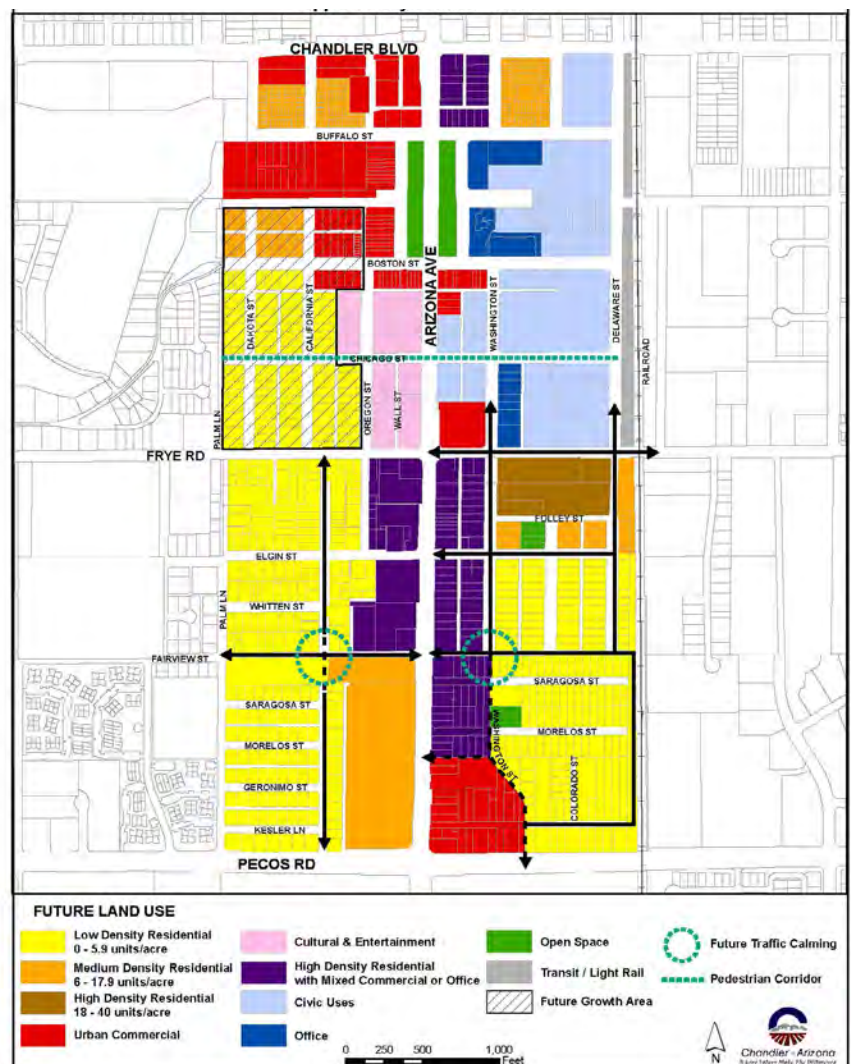 CHANDLER BLVD
BUFFALO ST
BOSTON ST
ARIZONA AVE
WASHINGTON ST
DELAWARE ST
DAKOTA ST
CALIFORNIA ST
CHICAGO ST
RAILROAD
OREGON ST
WALL ST
PALM LN
FRYE RD
FOLLEY ST
ELGIN ST
PALM LN
WHITTEN ST
FAIRVIEW ST
SARAGOSA ST
SARAGOSA ST
MORELOS ST
WASHINGTON ST
MORELOS ST
GERONIMO ST
COLORADO ST
KESLER LN
PECOS RD
FUTURE LAND USE
Low Density Residential
0 - 5.9 units/acre
Medium Density Residential
6 - 17.9 units/acre
High Density Residential
18 - 40 units/acre
Urban Commercial
Cultural & Entertainment
High Density Residential
with Mixed Commercial or Office
Civic Uses
Office
Open Space
Transit / Light Rail
Future Growth Area
Future Traffic Calming
Pedestrian Corridor
0 250 500 1,000
Feet
N
Chandler - Arizona